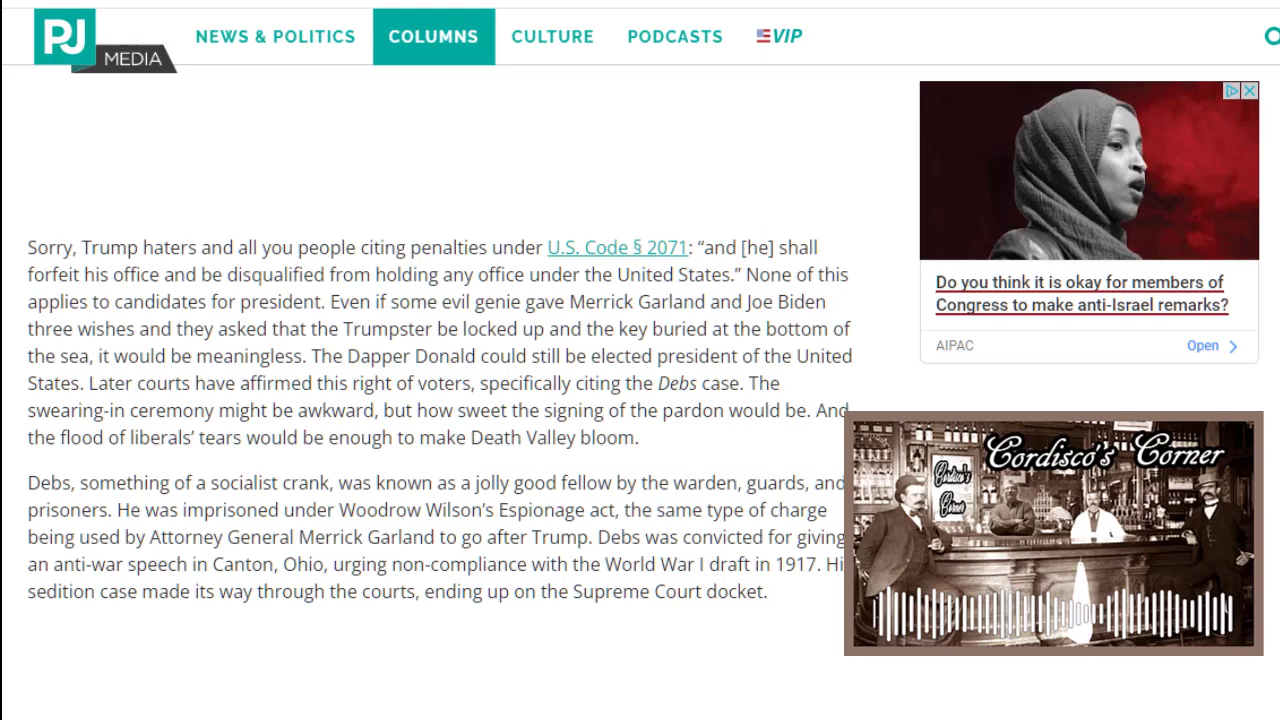 PJ
MEDIA
NEWS & POLITICS
COLUMNS
CULTURE
PODCASTS
VIP
Sorry, Trump haters and all you people citing penalties under U.S. Code § 2071: “and [he] shall
forfeit his office and be disqualified from holding any office under the United States.” None of this
applies to candidates for president. Even if some evil genie gave Merrick Garland and Joe Biden
three wishes and they asked that the Trumpster be locked up and the key buried at the bottom of
the sea, it would be meaningless. The Dapper Donald could still be elected president of the United
States. Later courts have affirmed this right of voters, specifically citing the Debs case. The
swearing-in ceremony might be awkward, but how sweet the signing of the pardon would be. And
the flood of liberals’ tears would be enough to make Death Valley bloom.
Debs, something of a socialist crank, was known as a jolly good fellow by the warden, guards, and
prisoners. He was imprisoned under Woodrow Wilson’s Espionage act, the same type of charge
being used by Attorney General Merrick Garland to go after Trump. Debs was convicted for giving
an anti-war speech in Canton, Ohio, urging non-compliance with the World War I draft in 1917. Hi
sedition case made its way through the courts, ending up on the Supreme Court docket.
Do you think it is okay for members of
Congress to make anti-Israel remarks?
AIPAC
Open
Cordisco's Corner
Cordisco's
Corner